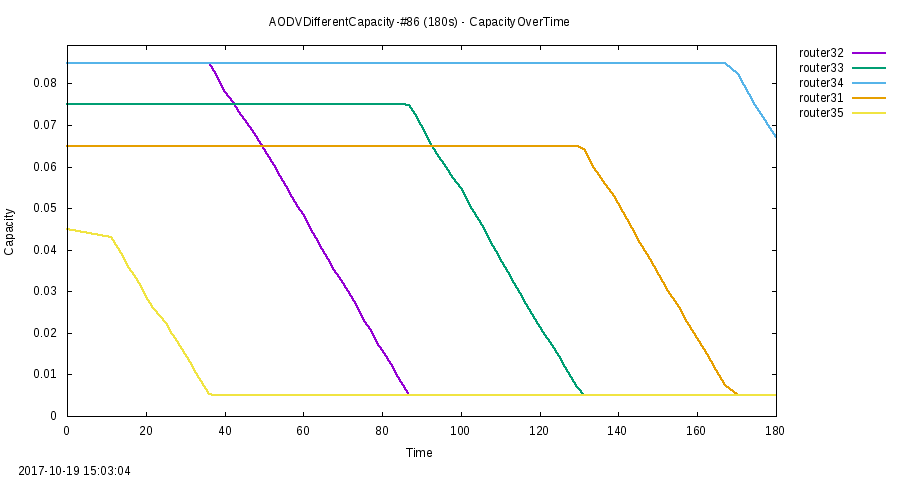 AODVDifferentCapacity-#86 (180s) - CapacityOverTime
router32
router33
router34
router31
router35
0.08
0.07
0.06
0.05
0.04
0.03
0.02
0.01
0
Capacity
0 20 40 60 80 100 120 140 160 180
Time
2017-10-19 15:03:04